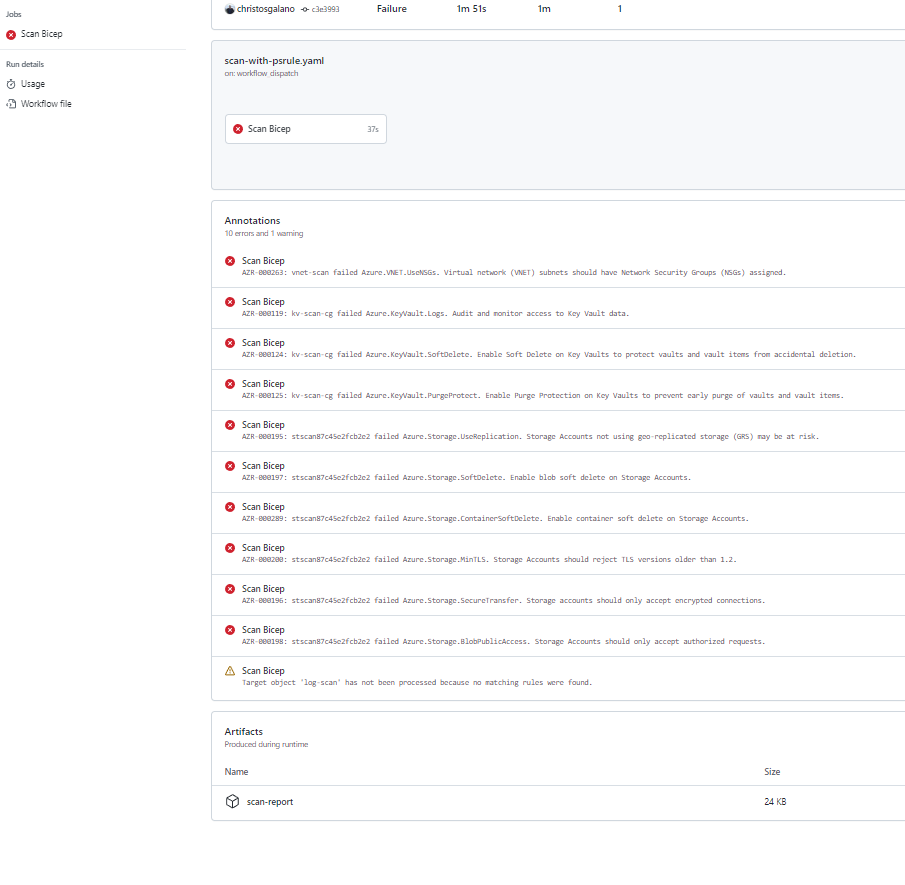 Jobs
Scan Bicep
Run details
Usage
Workflow file
christosgalano c3e3993 Failure 1m 51s 1m 1
scan-with-psrule.yaml
on: workflow_dispatch
Scan Bicep 37s
Annotations
10 errors and 1 warning
Scan Bicep
AZR-000263: vnet-scan failed Azure.VNET.UseNSGs. Virtual network (VNET) subnets should have Network Security Groups (NSGs) assigned.
Scan Bicep
AZR-000119: kv-scan-cg failed Azure.KeyVault.Logs. Audit and monitor access to Key Vault data.
Scan Bicep
AZR-000124: kv-scan-cg failed Azure.KeyVault.SoftDelete. Enable Soft Delete on Key Vaults to protect vaults and vault items from accidental deletion.
Scan Bicep
AZR-000125: kv-scan-cg failed Azure.KeyVault.PurgeProtect. Enable Purge Protection on Key Vaults to prevent early purge of vaults and vault items.
Scan Bicep
AZR-000195: stscan87c45e2fcb2e2 failed Azure.Storage.UseReplication. Storage Accounts not using geo-replicated storage (GRS) may be at risk.
Scan Bicep
AZR-000197: stscan87c45e2fcb2e2 failed Azure.Storage.SoftDelete. Enable blob soft delete on Storage Accounts.
Scan Bicep
AZR-000289: stscan87c45e2fcb2e2 failed Azure.Storage.ContainerSoftDelete. Enable container soft delete on Storage Accounts.
Scan Bicep
AZR-000200: stscan87c45e2fcb2e2 failed Azure.Storage.MinTLS. Storage Accounts should reject TLS versions older than 1.2.
Scan Bicep
AZR-000196: stscan87c45e2fcb2e2 failed Azure.Storage.SecureTransfer. Storage accounts should only accept encrypted connections.
Scan Bicep
AZR-000198: stscan87c45e2fcb2e2 failed Azure.Storage.BlobPublicAccess. Storage Accounts should only accept authorized requests.
Scan Bicep
Target object 'log-scan' has not been processed because no matching rules were found.
Artifacts
Produced during runtime
Name Size
scan-report 24 KB